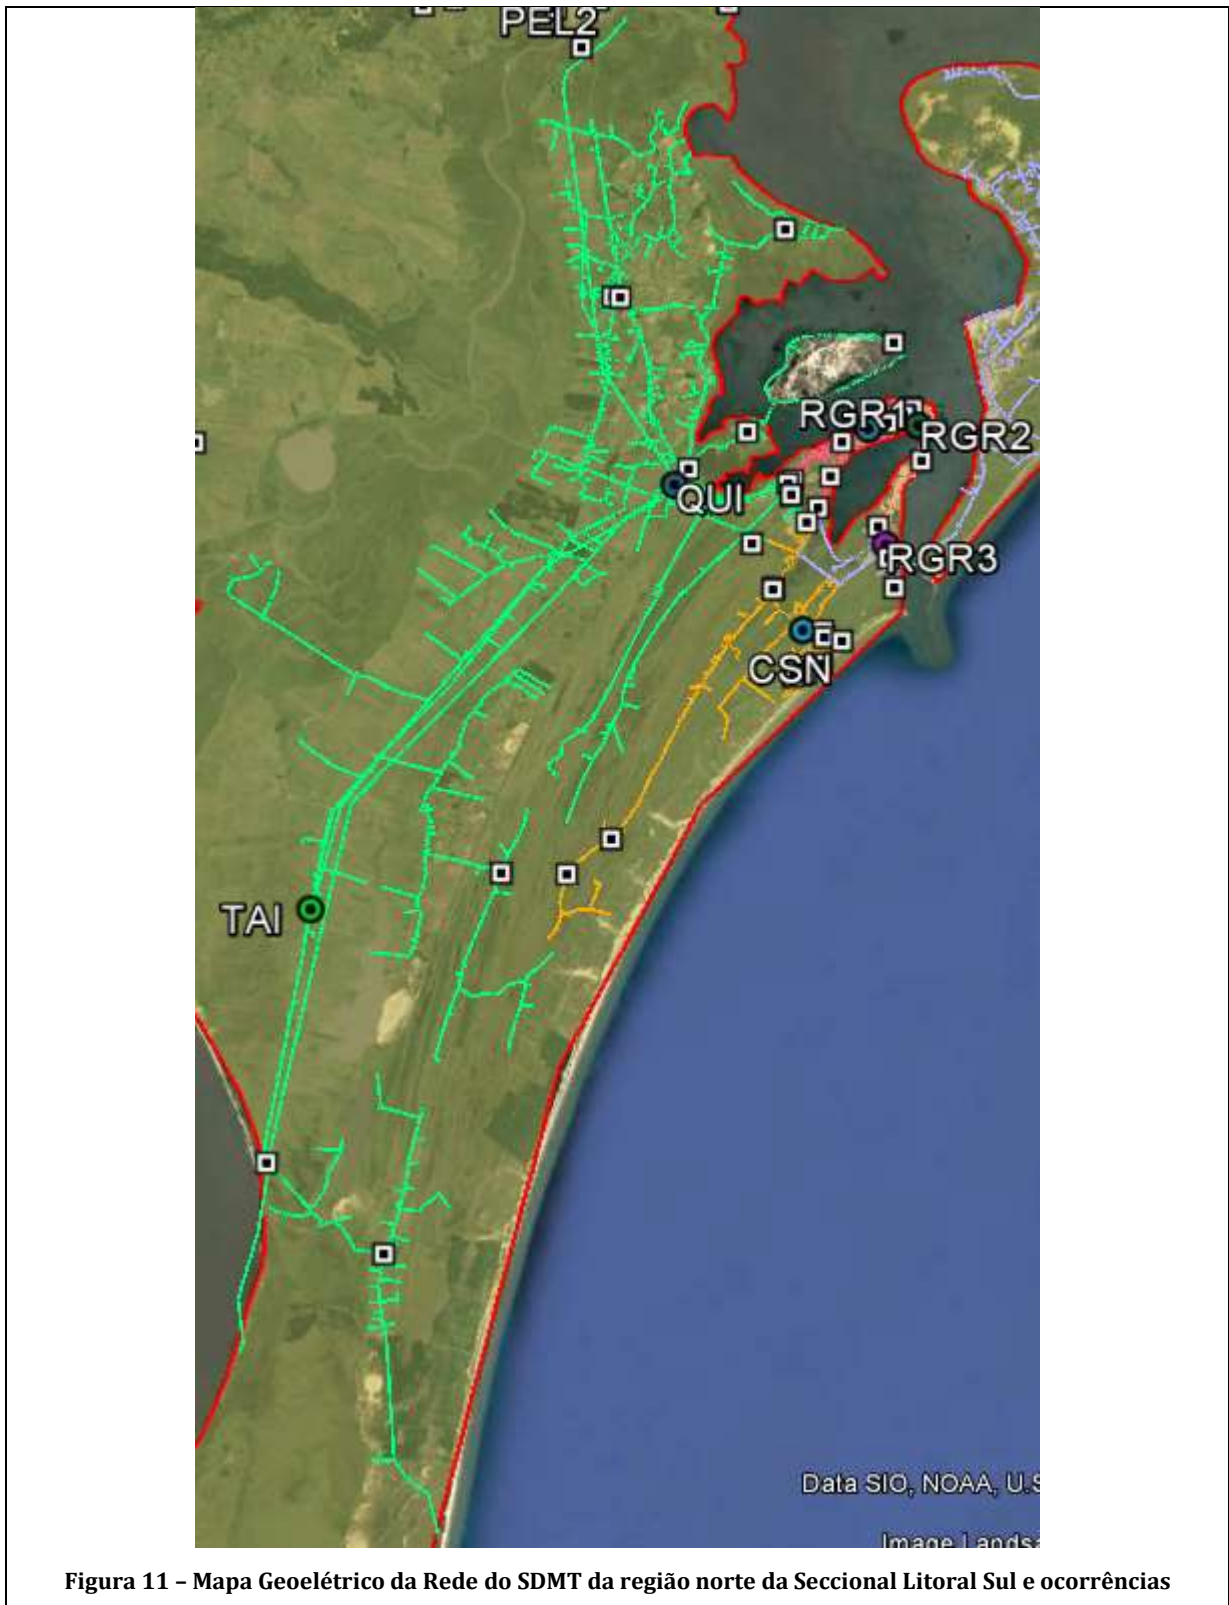 PEL2
RGR1
RGR2
QUI
RGR3
CSN
TAI
Data SIO, NOAA, U.S
Image Landsa
Figura 11 – Mapa Geoelétrico da Rede do SDMT da região norte da Seccional Litoral Sul e ocorrências